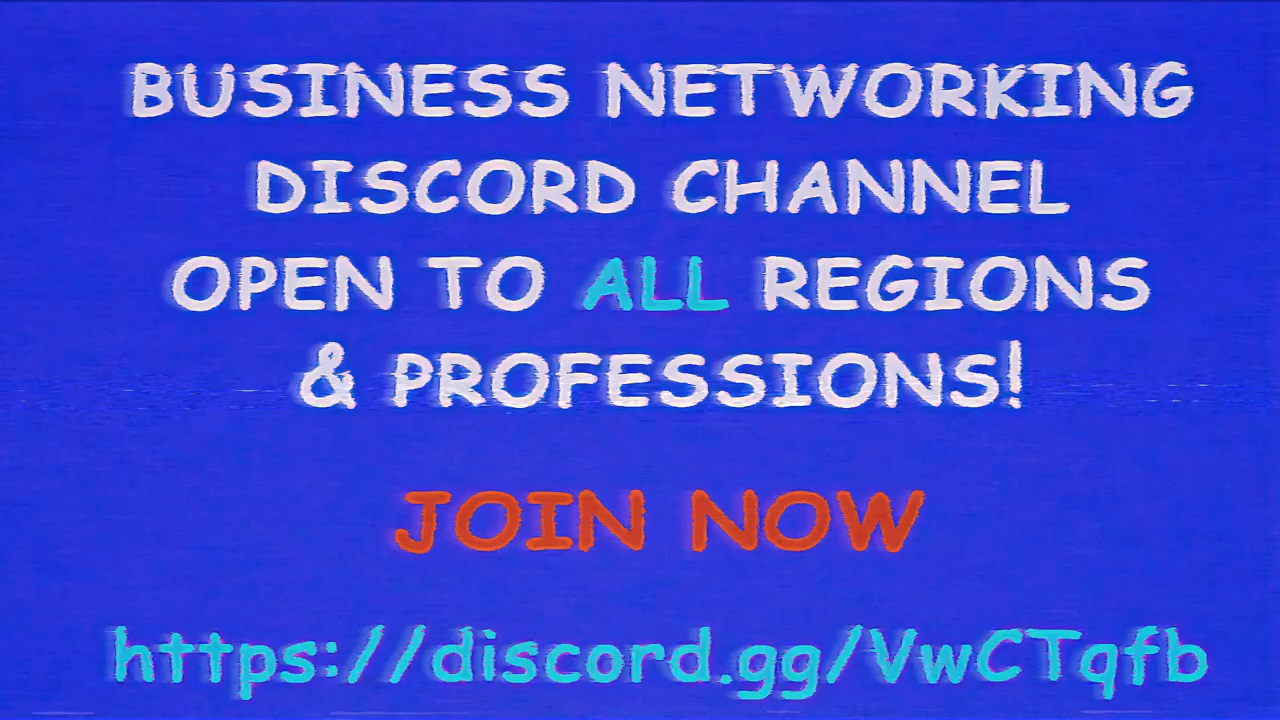 BUSINESS NETWORKING
DISCORD CHANNEL
OPEN TO ALL REGIONS
& PROFESSIONS!
JOIN NOW
https://discord.gg/VwCTqfb